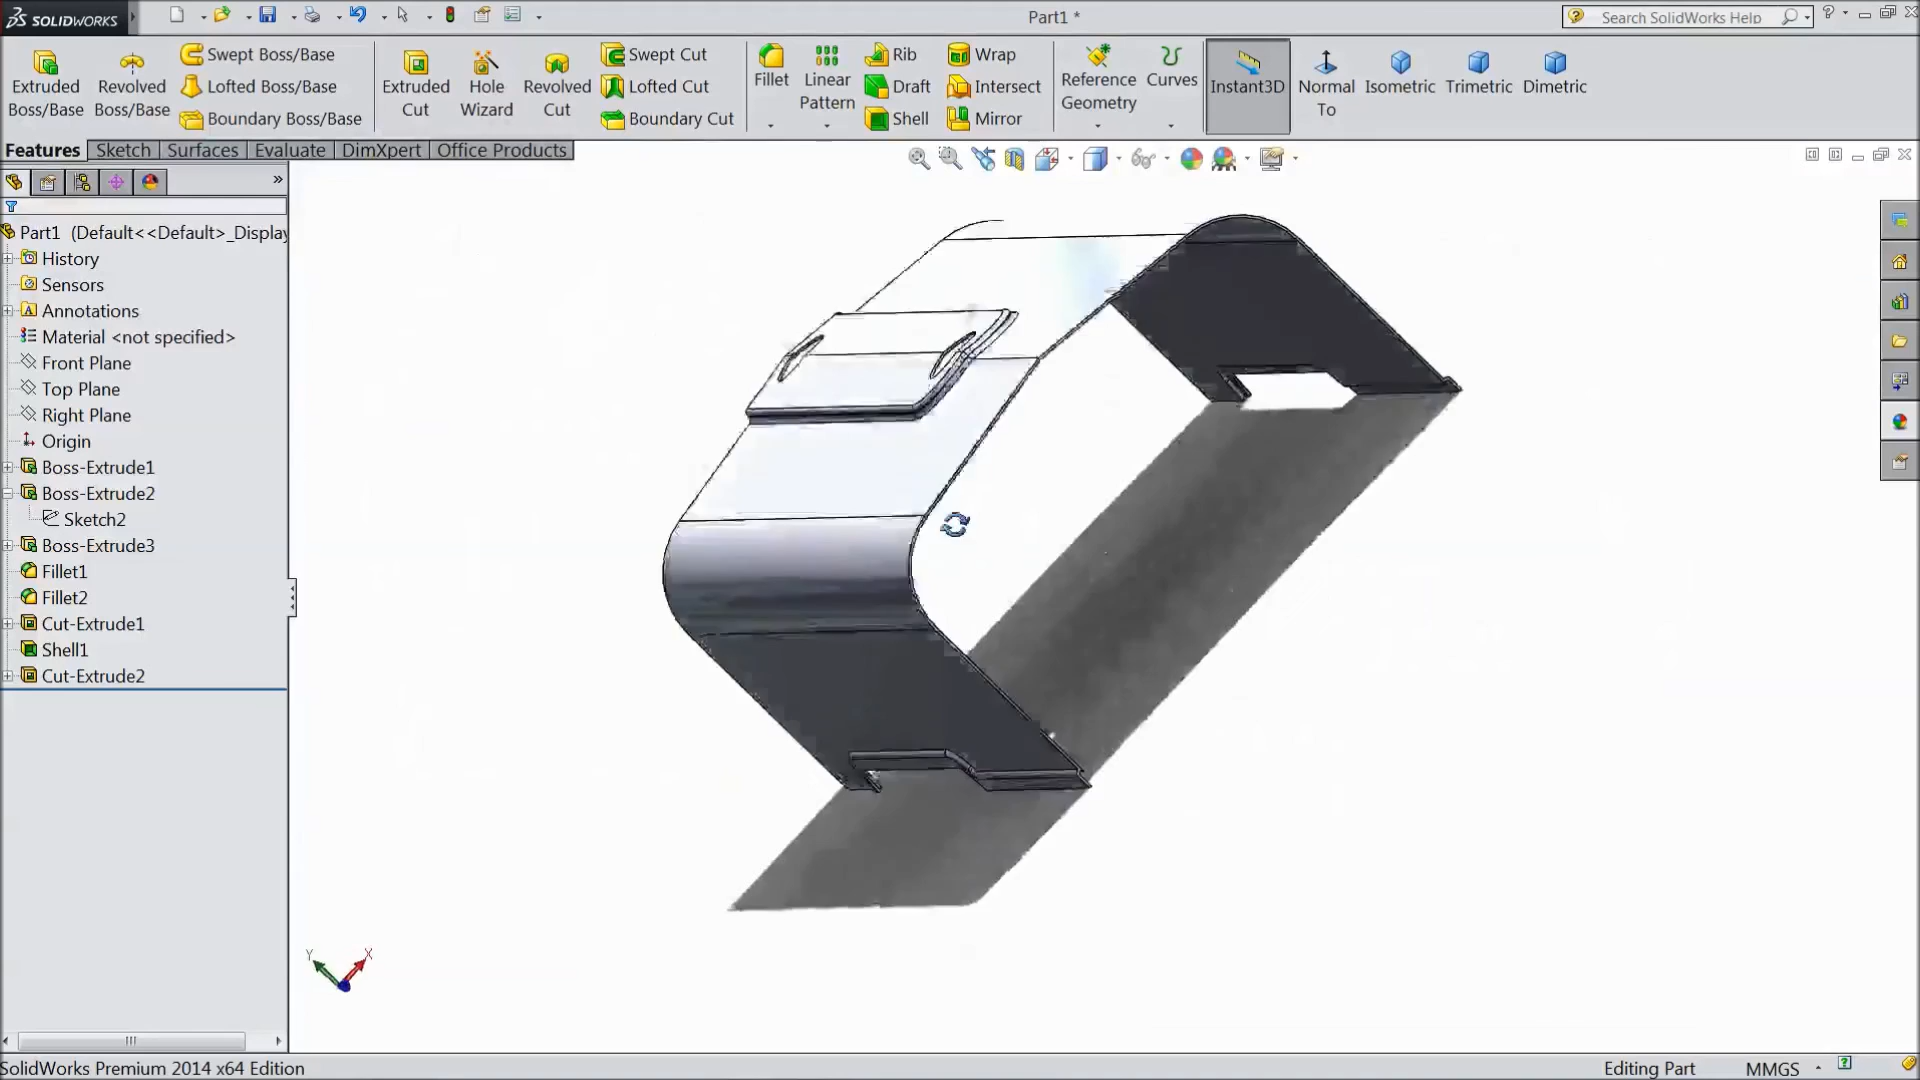 SOLIDWORKS
Part1 *
Search SolidWorks Help
Extruded Boss/Base
Revolved Boss/Base
Swept Boss/Base
Lofted Boss/Base
Boundary Boss/Base
Extruded Cut
Hole Wizard
Revolved Cut
Swept Cut
Lofted Cut
Boundary Cut
Fillet
Linear Pattern
Rib
Draft
Shell
Wrap
Intersect
Mirror
Reference Geometry
Curves
Instant3D
Normal To
Isometric
Trimetric
Dimetric
Features
Sketch
Surfaces
Evaluate
DimXpert
Office Products
Part1 (Default<<Default>_Display
History
Sensors
Annotations
Material <not specified>
Front Plane
Top Plane
Right Plane
Origin
Boss-Extrude1
Boss-Extrude2
Sketch2
Boss-Extrude3
Fillet1
Fillet2
Cut-Extrude1
Shell1
Cut-Extrude2
Y
X
SolidWorks Premium 2014 x64 Edition
Editing Part
MMGS